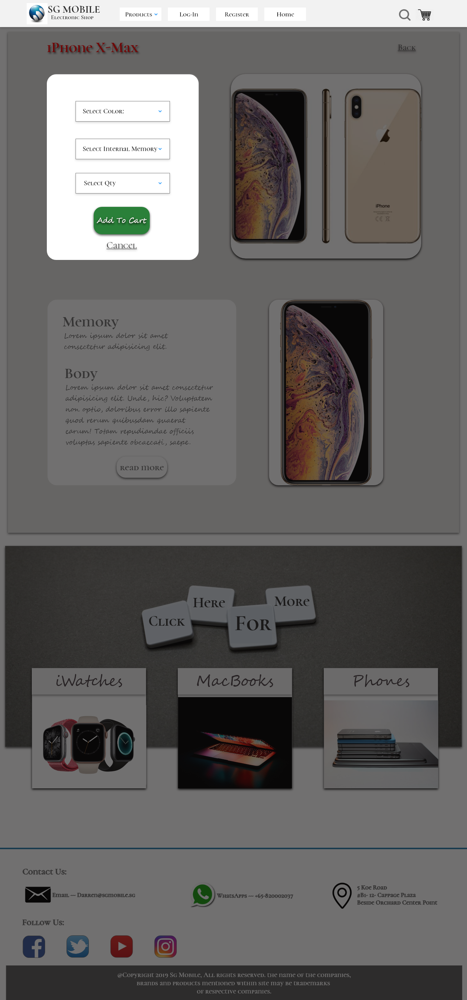 SG Mobile
Electronic Shop
Products
Log-In
Register
Home
iPhone X-Max
Back
Select Color:
Select Internal Memory
Select Qty
Add To Cart
Cancel
iPhone
Memory
Lorem ipsum dolor sit amet
consectetur adipisicing elit.
Body
Lorem ipsum dolor sit amet consectetur
adipisicing elit. Unde, hic? Voluptatem
non optio, doloribus error illo sapiente
quod rerum quibusdam quaerat
earum! Totam repudiandae officiis
voluptas sapiente obcaecati, saepe.
read more
Click
Here
For
More
iWatches
MacBooks
Phones
Contact Us:
Email -- Darren@sgmobile.sg
WhatsApps --- +65-820002037
5 Koe Road
#B1- 12- Cappage Plaza
Beside Orchard Center Point
Follow Us:
@Copyright 2019 Sg Mobile, All rights reserved. the name of the companies,
brands and products mentioned within site may be trademarks
of respective companies.